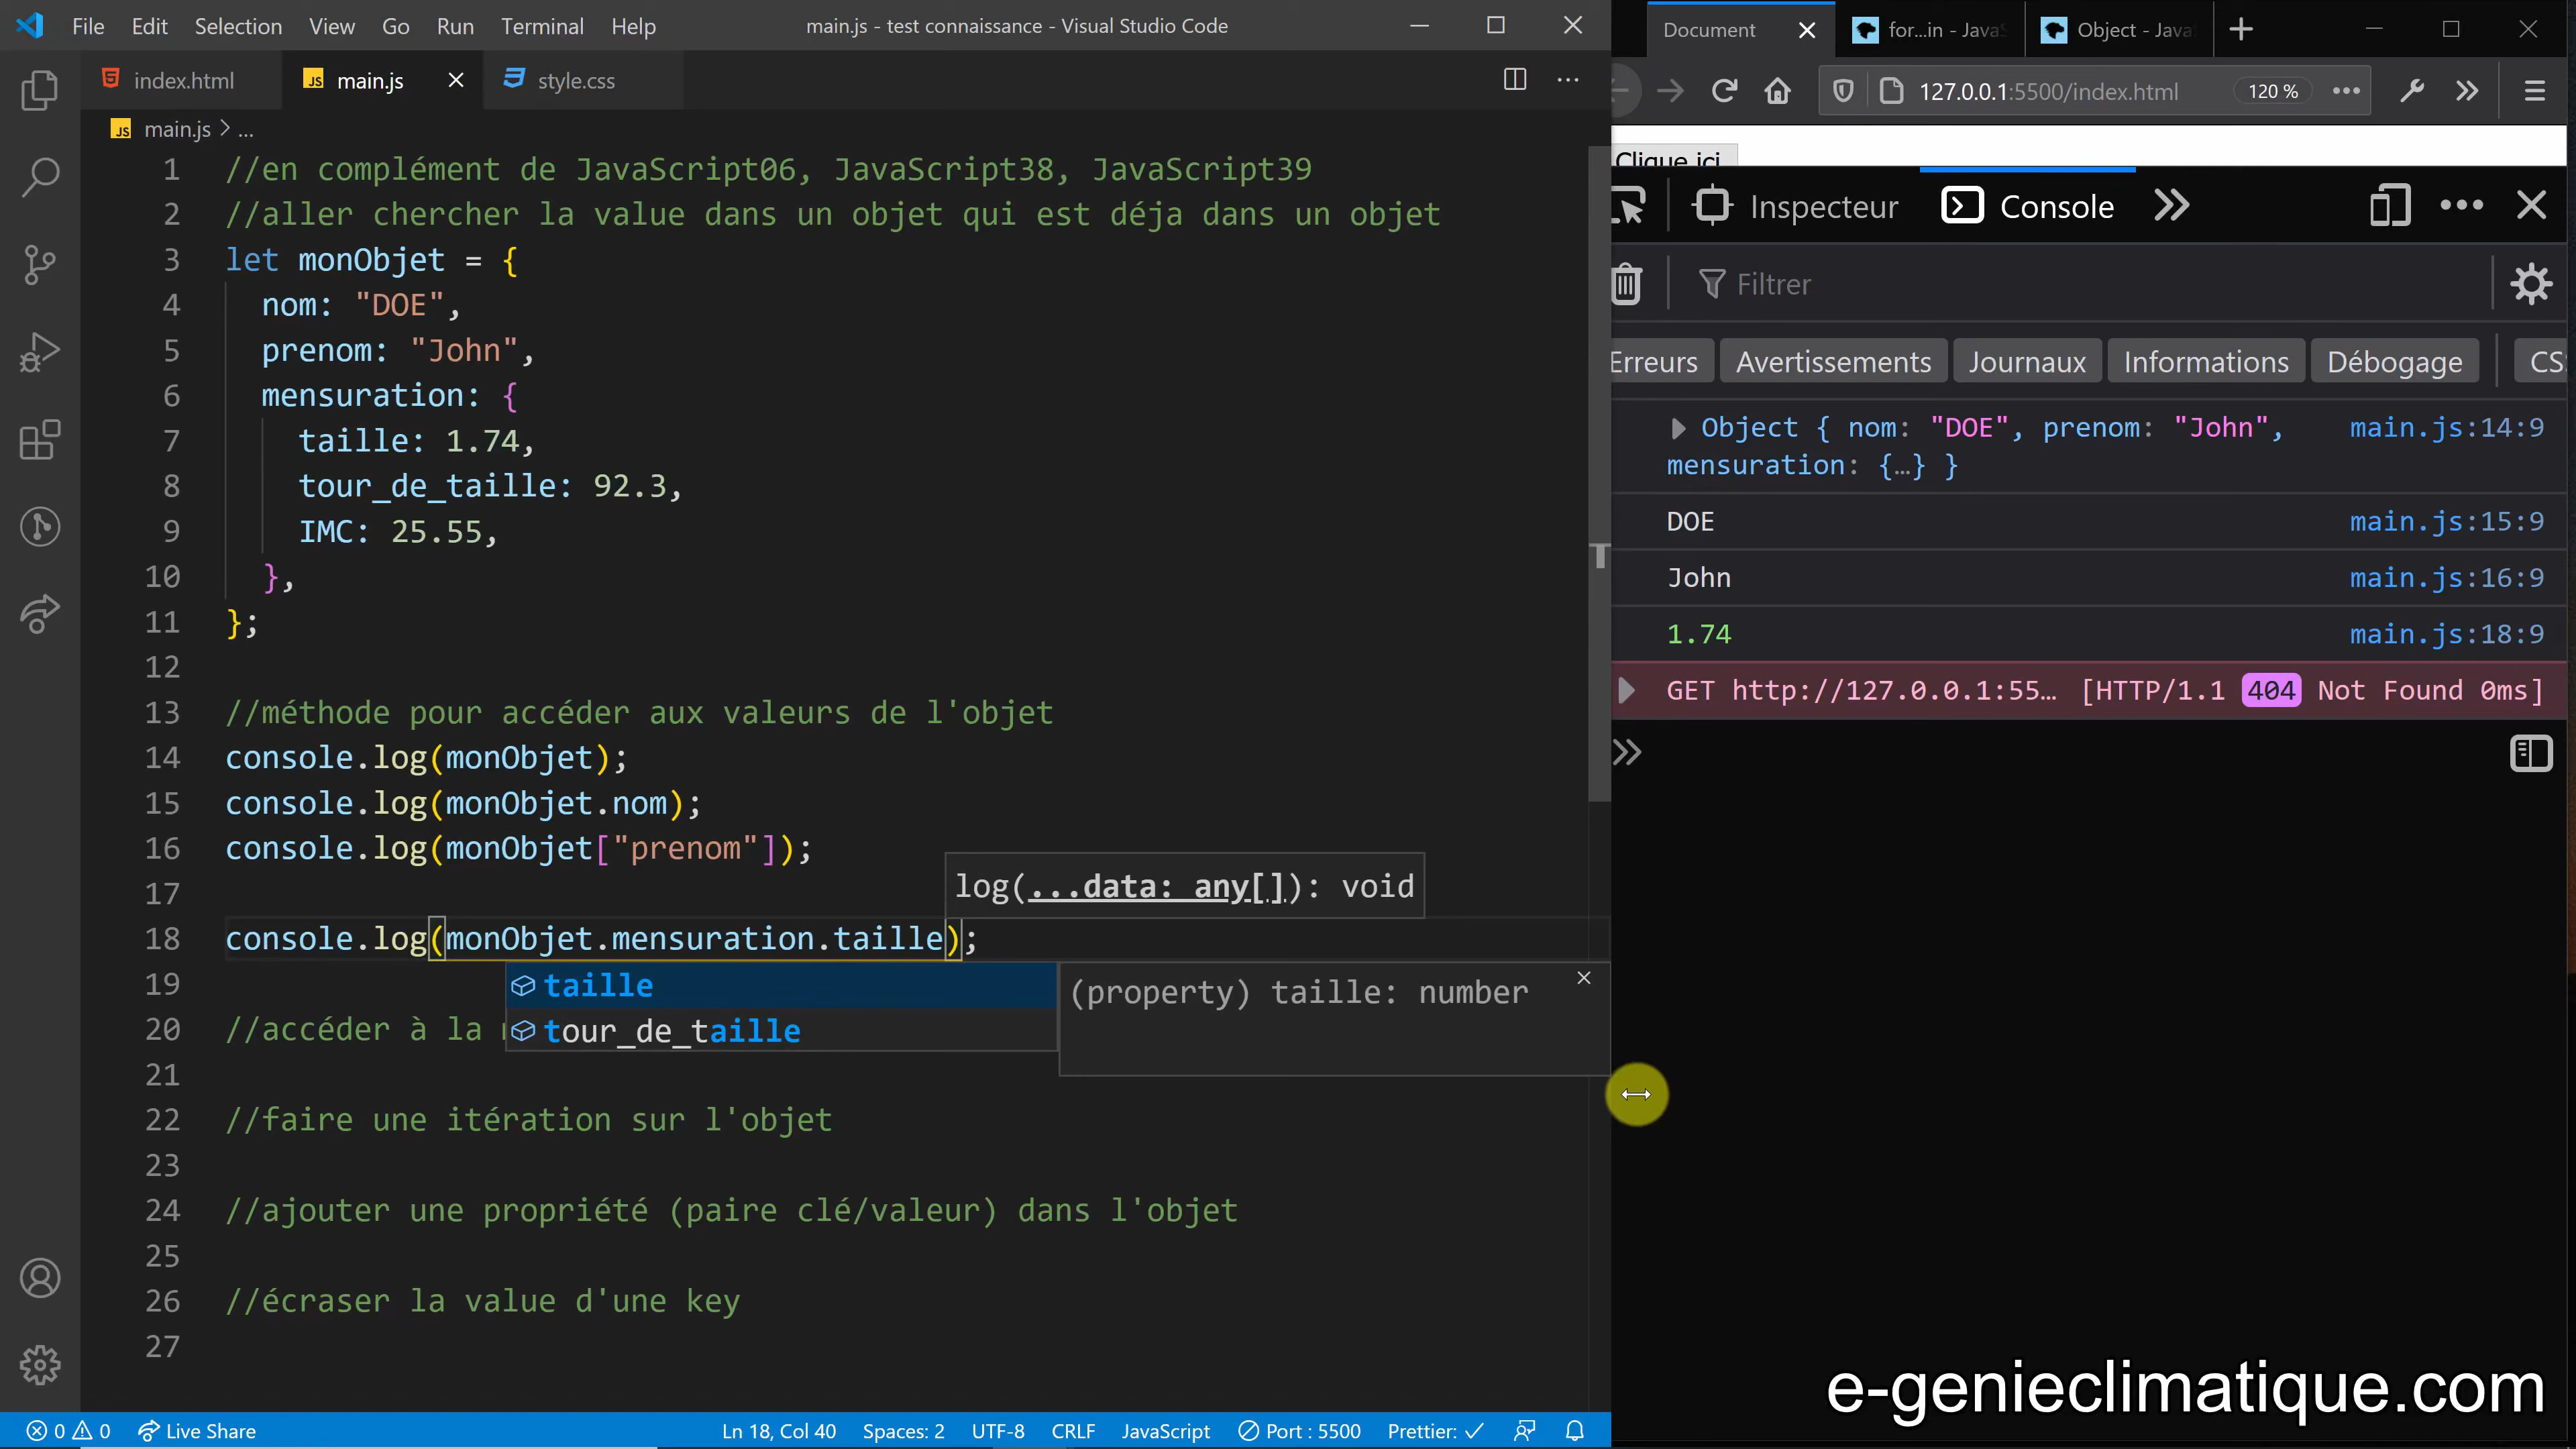 File Edit Selection View Go Run Terminal Help main.js - test connaissance - Visual Studio Code
index.html main.js style.css
main.js > ...
1 //en complément de JavaScript06, JavaScript38, JavaScript39
2 //aller chercher la value dans un objet qui est déja dans un objet
3 let monObjet = {
4 nom: "DOE",
5 prenom: "John",
6 mensuration: {
7 taille: 1.74,
8 tour_de_taille: 92.3,
9 IMC: 25.55,
10 },
11 };
12
13 //méthode pour accéder aux valeurs de l'objet
14 console.log(monObjet);
15 console.log(monObjet.nom);
16 console.log(monObjet["prenom"]);
17
log(...data: any[]): void
18 console.log(monObjet.mensuration.taille);
19
taille
(property) taille: number
20 //accéder à la
tour_de_taille
21
22 //faire une itération sur l'objet
23
24 //ajouter une propriété (paire clé/valeur) dans l'objet
25
26 //écraser la value d'une key
27
0 0 Live Share Ln 18, Col 40 Spaces: 2 UTF-8 CRLF JavaScript Port : 5500 Prettier:
Document for...in - JavaS Object - Java
127.0.0.1:5500/index.html 120 %
Clique ici
Inspecteur Console
Filtrer
Erreurs Avertissements Journaux Informations Débogage CS
Object { nom: "DOE", prenom: "John", main.js:14:9
mensuration: {…} }
DOE main.js:15:9
John main.js:16:9
1.74 main.js:18:9
GET http://127.0.0.1:55… [HTTP/1.1 404 Not Found 0ms]
e-genieclimatique.com